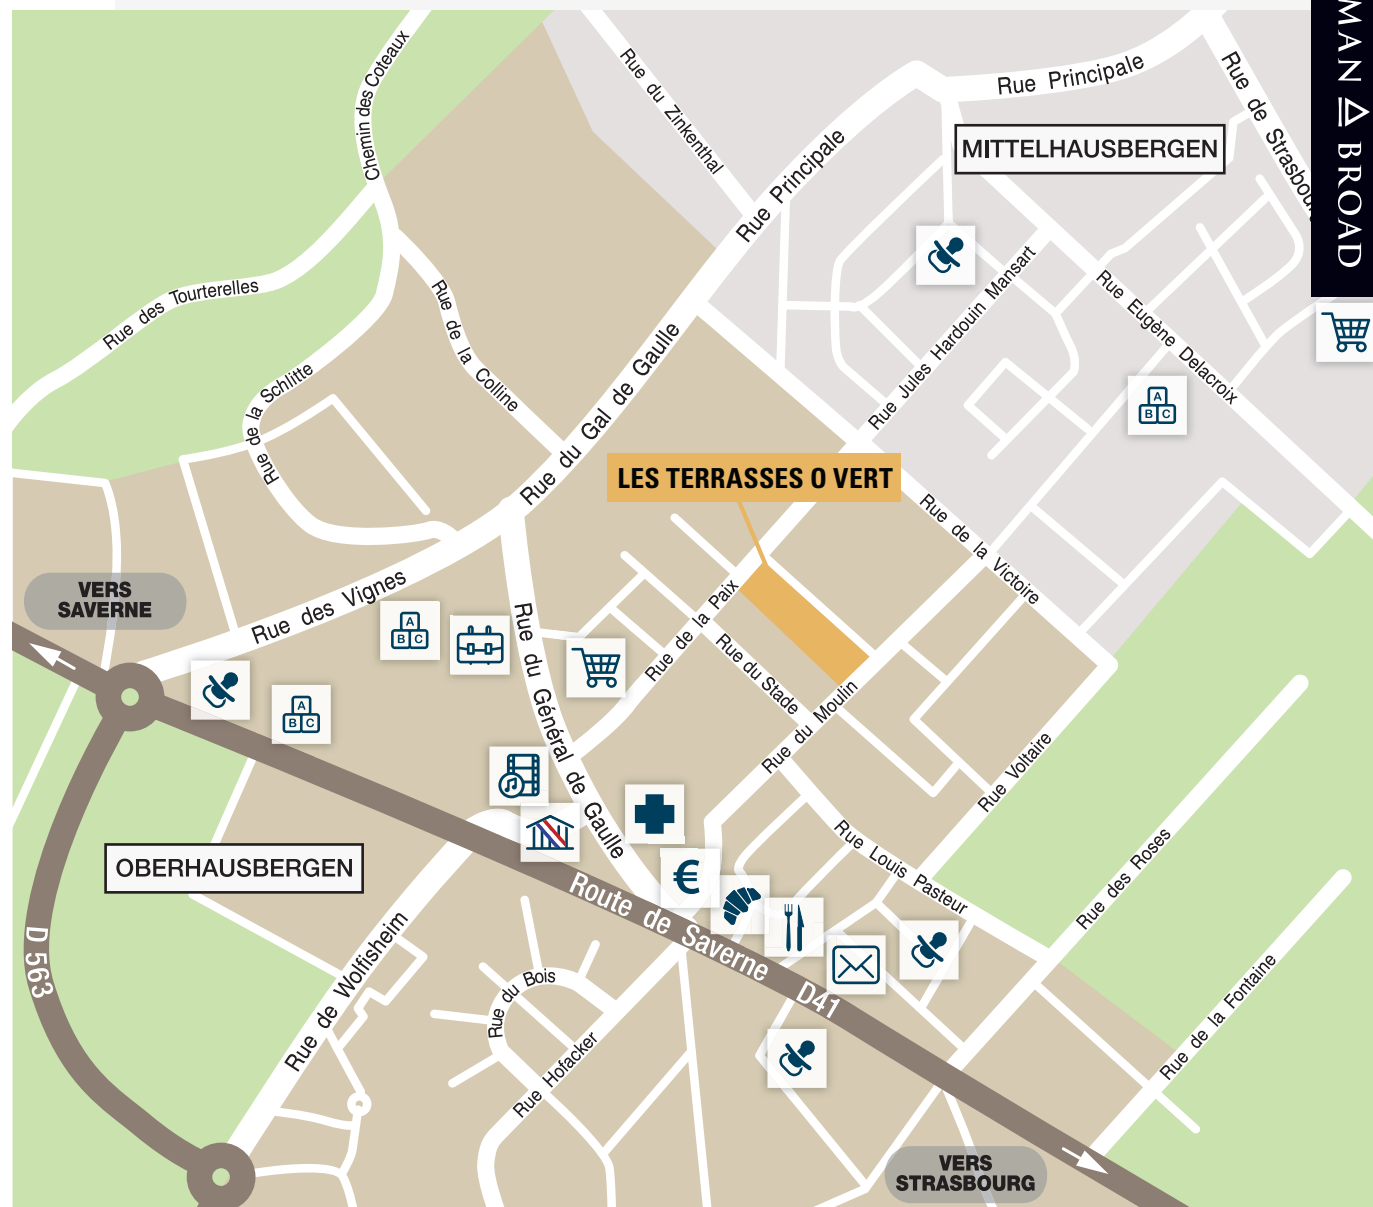 MAN BROAD
Chemin des Coteaux
Rue du Zinkenthal
Rue Principale
Rue Principale
Rue de Strasbou
MITTELHAUSBERGEN
Rue des Tourterelles
Rue de la Colline
Rue du Gal de Gaulle
Rue Jules Hardouin Mansart
Rue Eugéne Delacroix
Rue de la Schlitte
A
B C
LES TERRASSES O VERT
Rue de la Victoire
VERS
SAVERNE
Rue des Vignes
A
B C
Rue du Général de Gaulle
Rue de la Paix
Rue du Stade
Rue du Moulin
A
B C
Rue Voltaire
OBERHAUSBERGEN
Rue Louis Pasteur
Rue des Roses
€
Route de Saverne D41
D 563
Rue de Wolfisheim
Rue du Bois
Rue Hofacker
Rue de la Fontaine
VERS
STRASBOURG